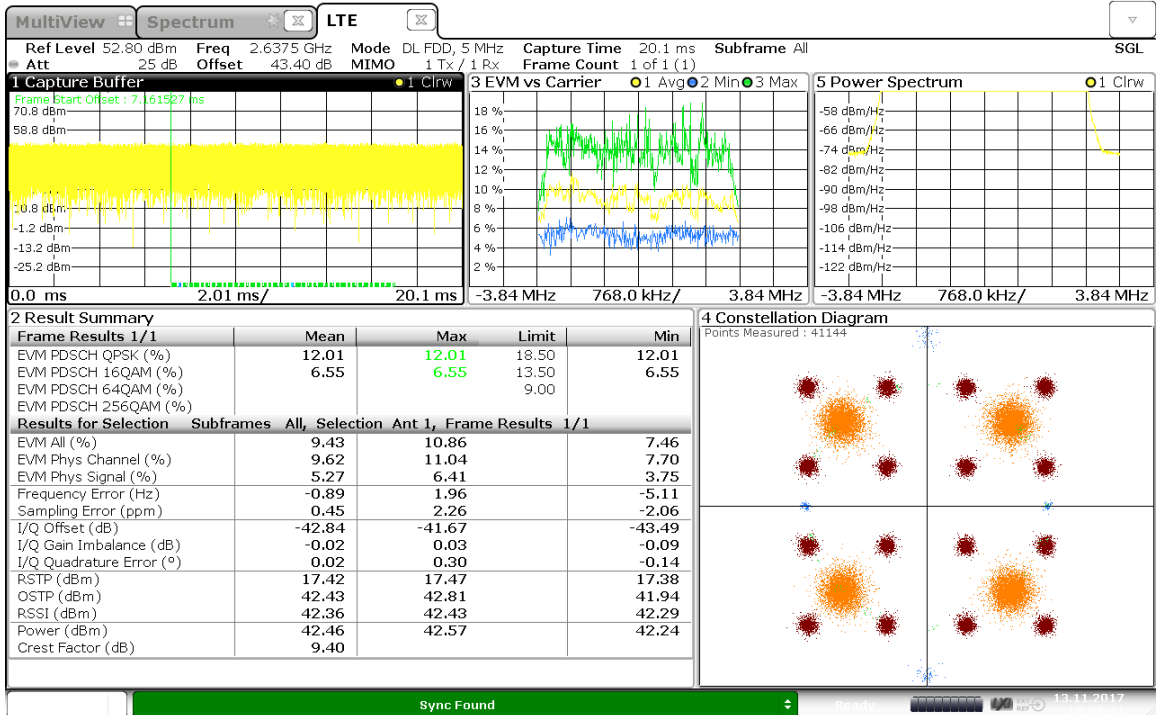 MultiView Spectrum X LTE X
Ref Level 52.80 dBm Freq 2.6375 GHz Mode DL FDD, 5 MHz Capture Time 20.1 ms Subframe All SGL
Att 25 dB Offset 43.40 dB MIMO 1 Tx / 1 Rx Frame Count 1 of 1 (1)
1 Capture Buffer 1 Clrw
Frame Start Offset : 7.161527 ms
70.8 dBm
58.8 dBm
10.8 dBm
-1.2 dBm
-13.2 dBm
-25.2 dBm
0.0 ms 2.01 ms/ 20.1 ms
3 EVM vs Carrier 1 Avg 2 Min 3 Max
18 %
16 %
14 %
12 %
10 %
8 %
6 %
4 %
2 %
-3.84 MHz 768.0 kHz/ 3.84 MHz
5 Power Spectrum 1 Clrw
-58 dBm/Hz
-66 dBm/Hz
-74 dBm/Hz
-82 dBm/Hz
-90 dBm/Hz
-98 dBm/Hz
-106 dBm/Hz
-114 dBm/Hz
-122 dBm/Hz
-3.84 MHz 768.0 kHz/ 3.84 MHz
2 Result Summary
Frame Results 1/1 Mean Max Limit Min
EVM PDSCH QPSK (%) 12.01 12.01 18.50 12.01
EVM PDSCH 16QAM (%) 6.55 6.55 13.50 6.55
EVM PDSCH 64QAM (%) 9.00
EVM PDSCH 256QAM (%)
Results for Selection Subframes All, Selection Ant 1, Frame Results 1/1
EVM All (%) 9.43 10.86 7.46
EVM Phys Channel (%) 9.62 11.04 7.70
EVM Phys Signal (%) 5.27 6.41 3.75
Frequency Error (Hz) -0.89 1.96 -5.11
Sampling Error (ppm) 0.45 2.26 -2.06
I/Q Offset (dB) -42.84 -41.67 -43.49
I/Q Gain Imbalance (dB) -0.02 0.03 -0.09
I/Q Quadrature Error (°) 0.02 0.30 -0.14
RSTP (dBm) 17.42 17.47 17.38
OSTP (dBm) 42.43 42.81 41.94
RSSI (dBm) 42.36 42.43 42.29
Power (dBm) 42.46 42.57 42.24
Crest Factor (dB) 9.40
4 Constellation Diagram
Points Measured : 41144
Sync Found
Ready
LXI EXT REF 13.11.2017